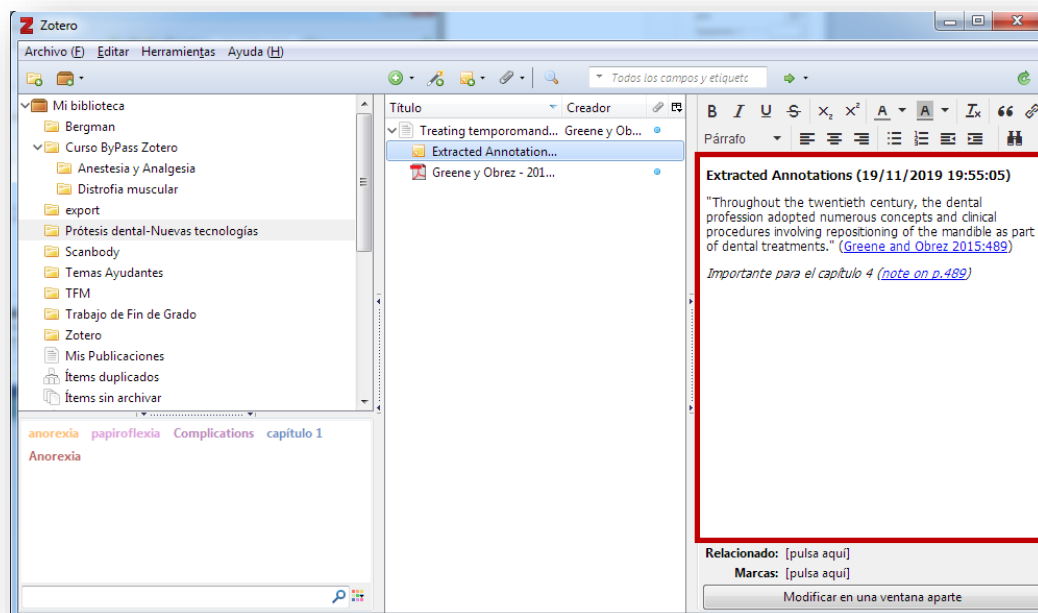 Zotero
Archivo (F) Editar Herramientas Ayuda (H)
Todos los campos y etiquetc
Mi biblioteca
Bergman
Curso ByPass Zotero
Anestesia y Analgesia
Distrofia muscular
export
Prótesis dental-Nuevas tecnologías
Scanbody
Temas Ayudantes
TFM
Trabajo de Fin de Grado
Zotero
Mis Publicaciones
Ítems duplicados
Ítems sin archivar
anorexia papiroflexia Complications capítulo 1
Anorexia
Título Creador
Treating temporomand... Greene y Ob...
Extracted Annotation...
Greene y Obrez - 201...
B I U S X₂ X² A A Tx
Párrafo
Extracted Annotations (19/11/2019 19:55:05)
"Throughout the twentieth century, the dental
profession adopted numerous concepts and clinical
procedures involving repositioning of the mandible as part
of dental treatments." (Greene and Obrez 2015:489)
Importante para el capítulo 4 (note on p.489)
Relacionado: [pulsa aquí]
Marcas: [pulsa aquí]
Modificar en una ventana aparte